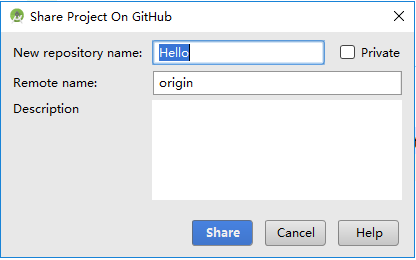 Share Project On GitHub
New repository name: Hello Private
Remote name: origin
Description
Share Cancel Help